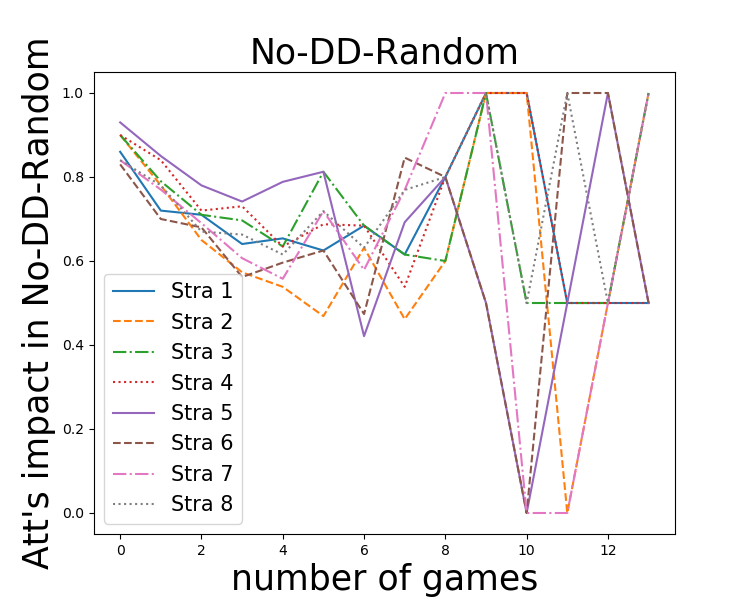 No-DD-Random
Att's impact in No-DD-Random
1.0
0.8
0.6
0.4
0.2
0.0
Stra 1
Stra 2
Stra 3
Stra 4
Stra 5
Stra 6
Stra 7
Stra 8
0 2 4 6 8 10 12
number of games